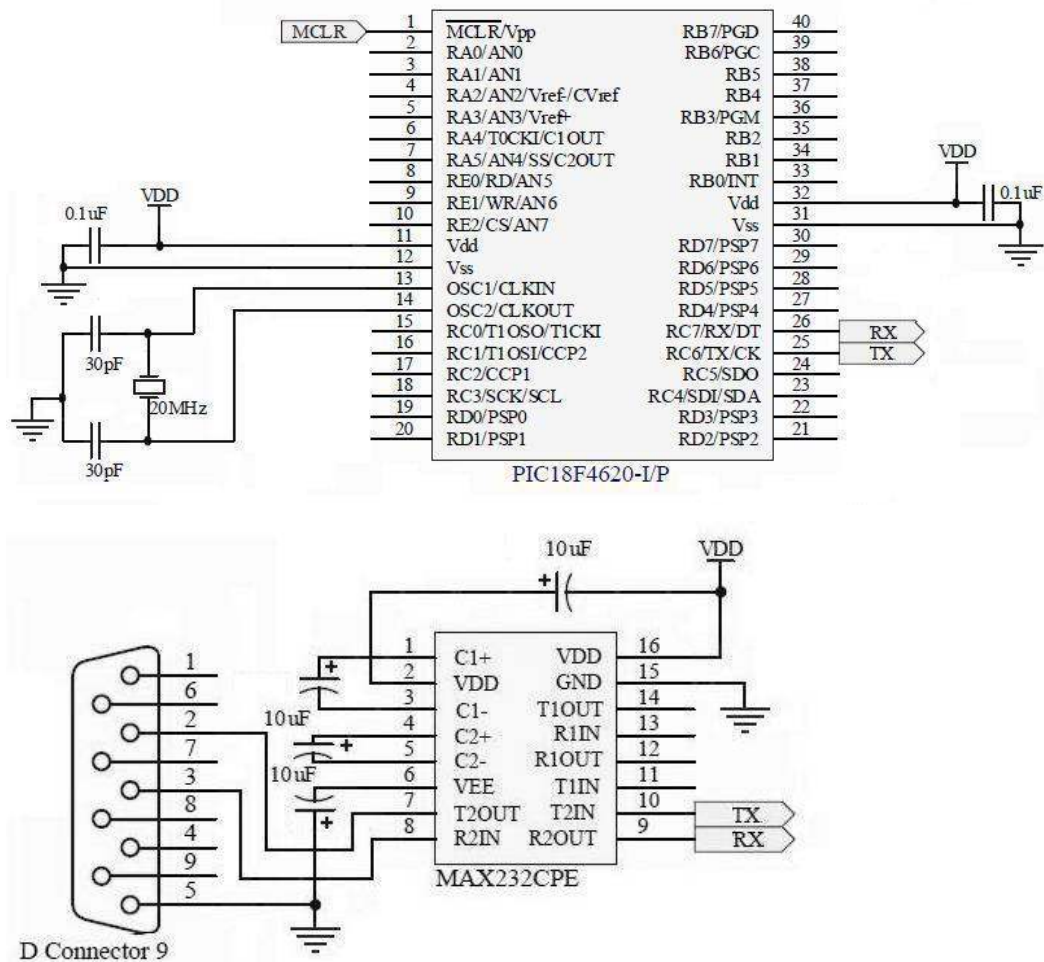 MCLR
1 MCLR/Vpp RB7/PGD 40
2 RA0/AN0 RB6/PGC 39
3 RA1/AN1 RB5 38
4 RA2/AN2/Vref-/CVref RB4 37
5 RA3/AN3/Vref+ RB3/PGM 36
6 RA4/T0CKI/C1OUT RB2 35
7 RA5/AN4/SS/C2OUT RB1 34
8 RE0/RD/AN5 RB0/INT 33
9 RE1/WR/AN6 Vdd 32
10 RE2/CS/AN7 Vss 31
11 Vdd RD7/PSP7 30
12 Vss RD6/PSP6 29
13 OSC1/CLKIN RD5/PSP5 28
14 OSC2/CLKOUT RD4/PSP4 27
15 RC0/T1OSO/T1CKI RC7/RX/DT 26 RX
16 RC1/T1OSI/CCP2 RC6/TX/CK 25 TX
17 RC2/CCP1 RC5/SDO 24
18 RC3/SCK/SCL RC4/SDI/SDA 23
19 RD0/PSP0 RD3/PSP3 22
20 RD1/PSP1 RD2/PSP2 21
PIC18F4620-I/P
VDD
0.1uF
VDD
0.1uF
30pF
20MHz
30pF
10uF
VDD
1 C1+ VDD 16
2 VDD GND 15
3 C1- T1OUT 14
4 C2+ R1IN 13
5 C2- R1OUT 12
6 VEE T1IN 11
7 T2OUT T2IN 10 TX
8 R2IN R2OUT 9 RX
MAX232CPE
10uF
10uF
1
6
2
7
3
8
4
9
5
D Connector 9